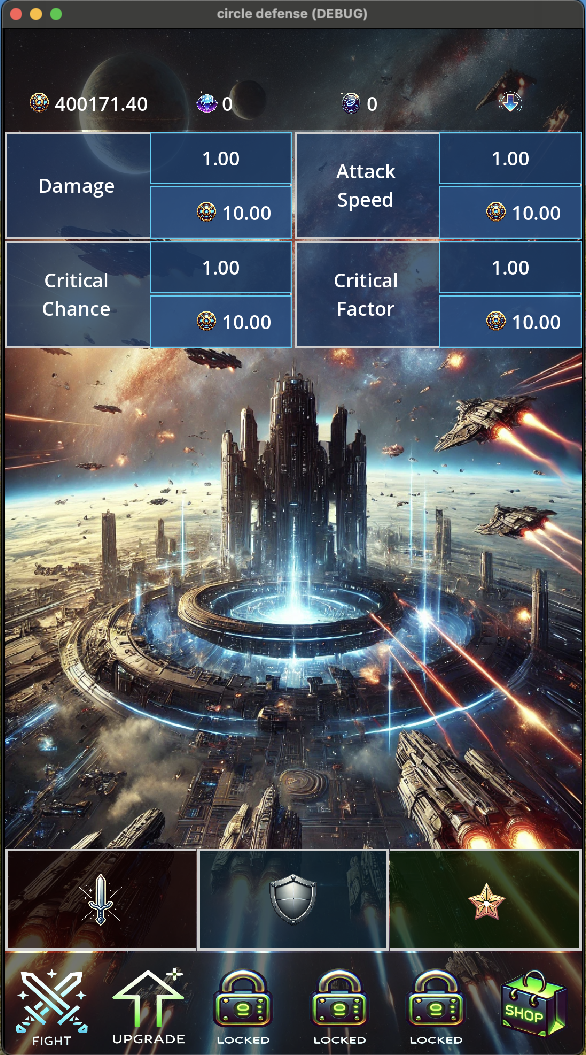 circle defense (DEBUG)
400171.40
0
0
Damage
1.00
10.00
Attack
Speed
1.00
10.00
Critical
Chance
1.00
10.00
Critical
Factor
1.00
10.00
FIGHT
UPGRADE
LOCKED
LOCKED
LOCKED
SHOP